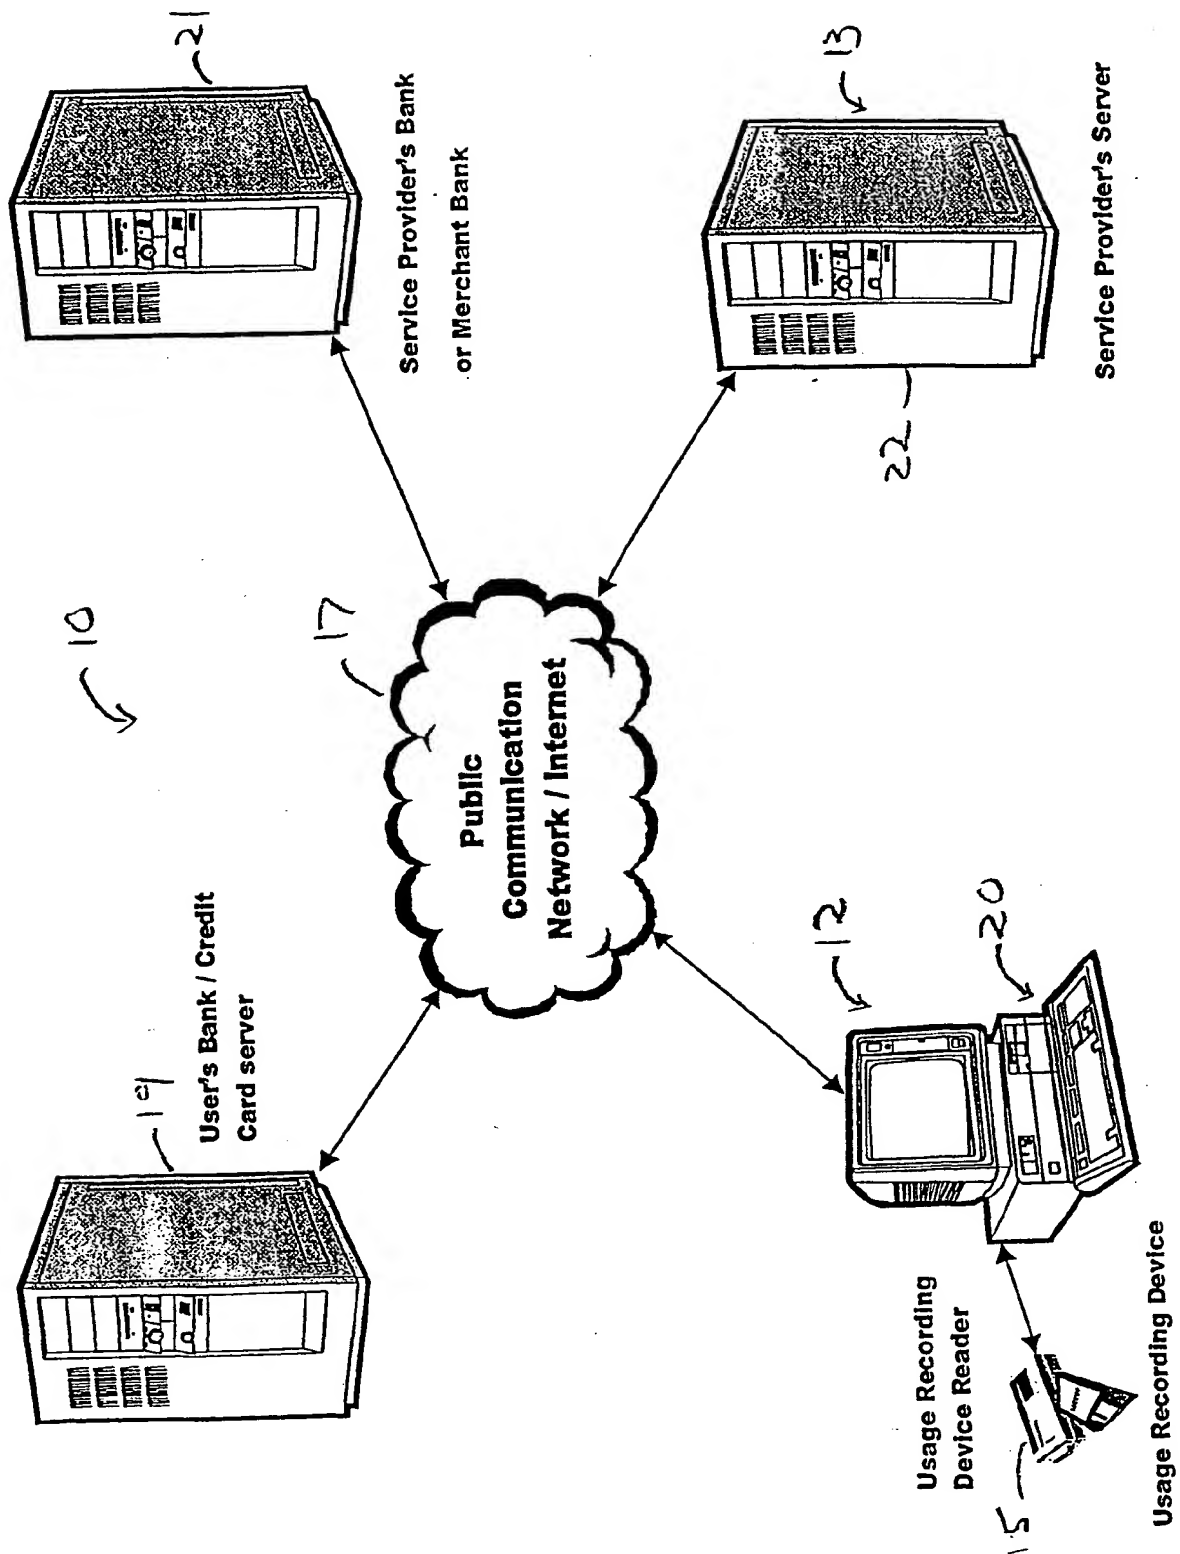 10
19
User's Bank / Credit
Card server
21
Service Provider's Bank
or Merchant Bank
17
Public
Communication
Network / Internet
Usage Recording
Device Reader
15
Usage Recording Device
12
20
22
13
Service Provider's Server